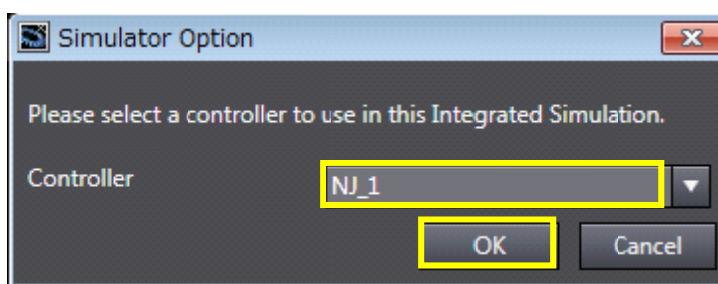 Simulator Option
Please select a controller to use in this Integrated Simulation.
Controller NJ_1
OK Cancel